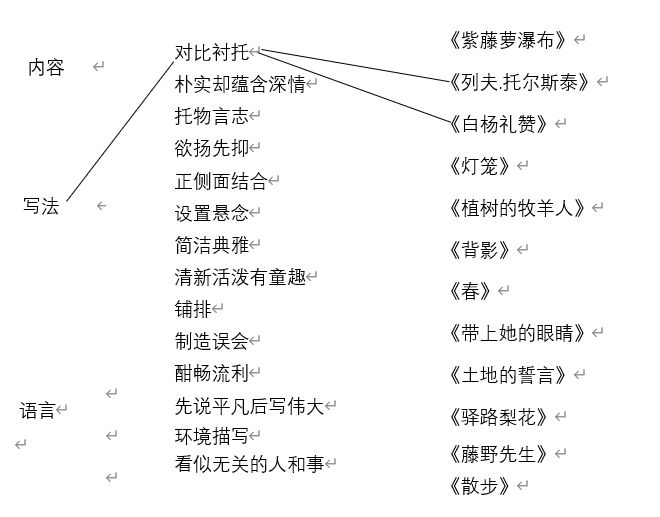 内容
写法
语言
对比衬托
朴实却蕴含深情
托物言志
欲扬先抑
正侧面结合
设置悬念
简洁典雅
清新活泼有童趣
铺排
制造误会
酣畅流利
先说平凡后写伟大
环境描写
看似无关的人和事
《紫藤萝瀑布》
《列夫.托尔斯泰》
《白杨礼赞》
《灯笼》
《植树的牧羊人》
《背影》
《春》
《带上她的眼睛》
《土地的誓言》
《驿路梨花》
《藤野先生》
《散步》